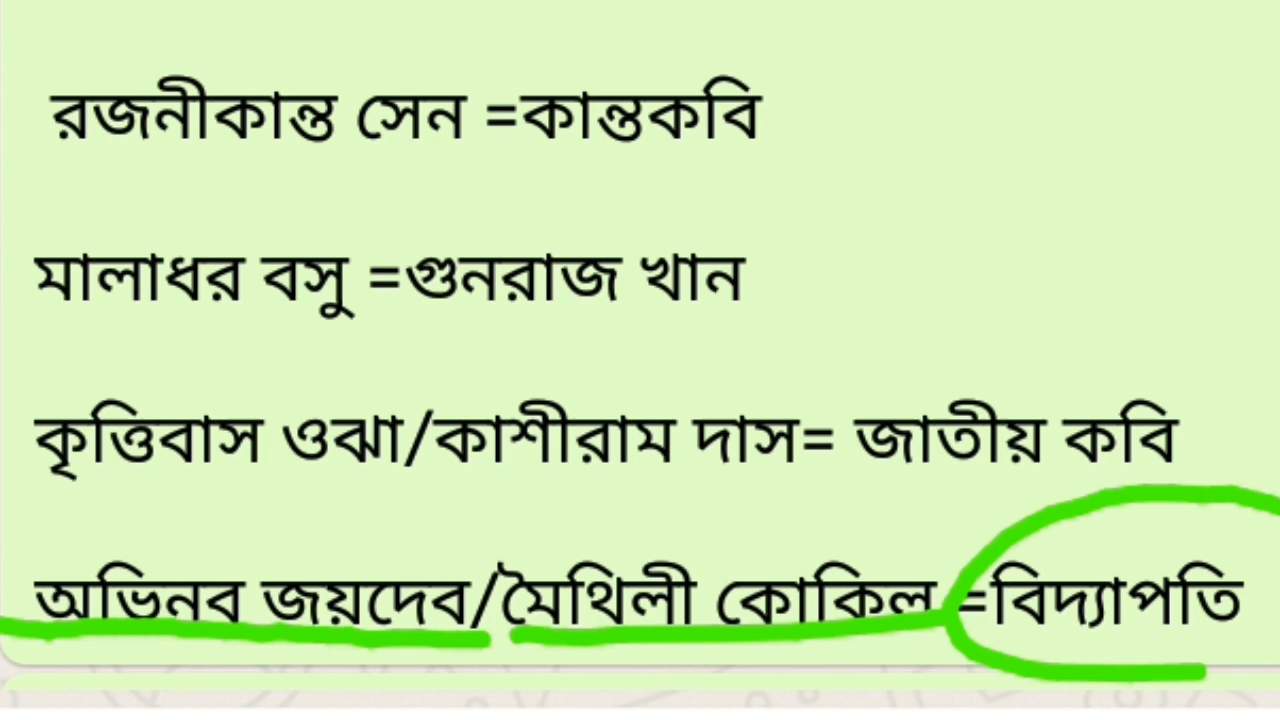 রজনীকান্ত সেন =কান্তকবি
মালাধর বসু =গুনরাজ খান
কৃত্তিবাস ওঝা/কাশীরাম দাস= জাতীয় কবি
অভিনব জয়দেব/মৈথিলী কোকিল =বিদ্যাপতি